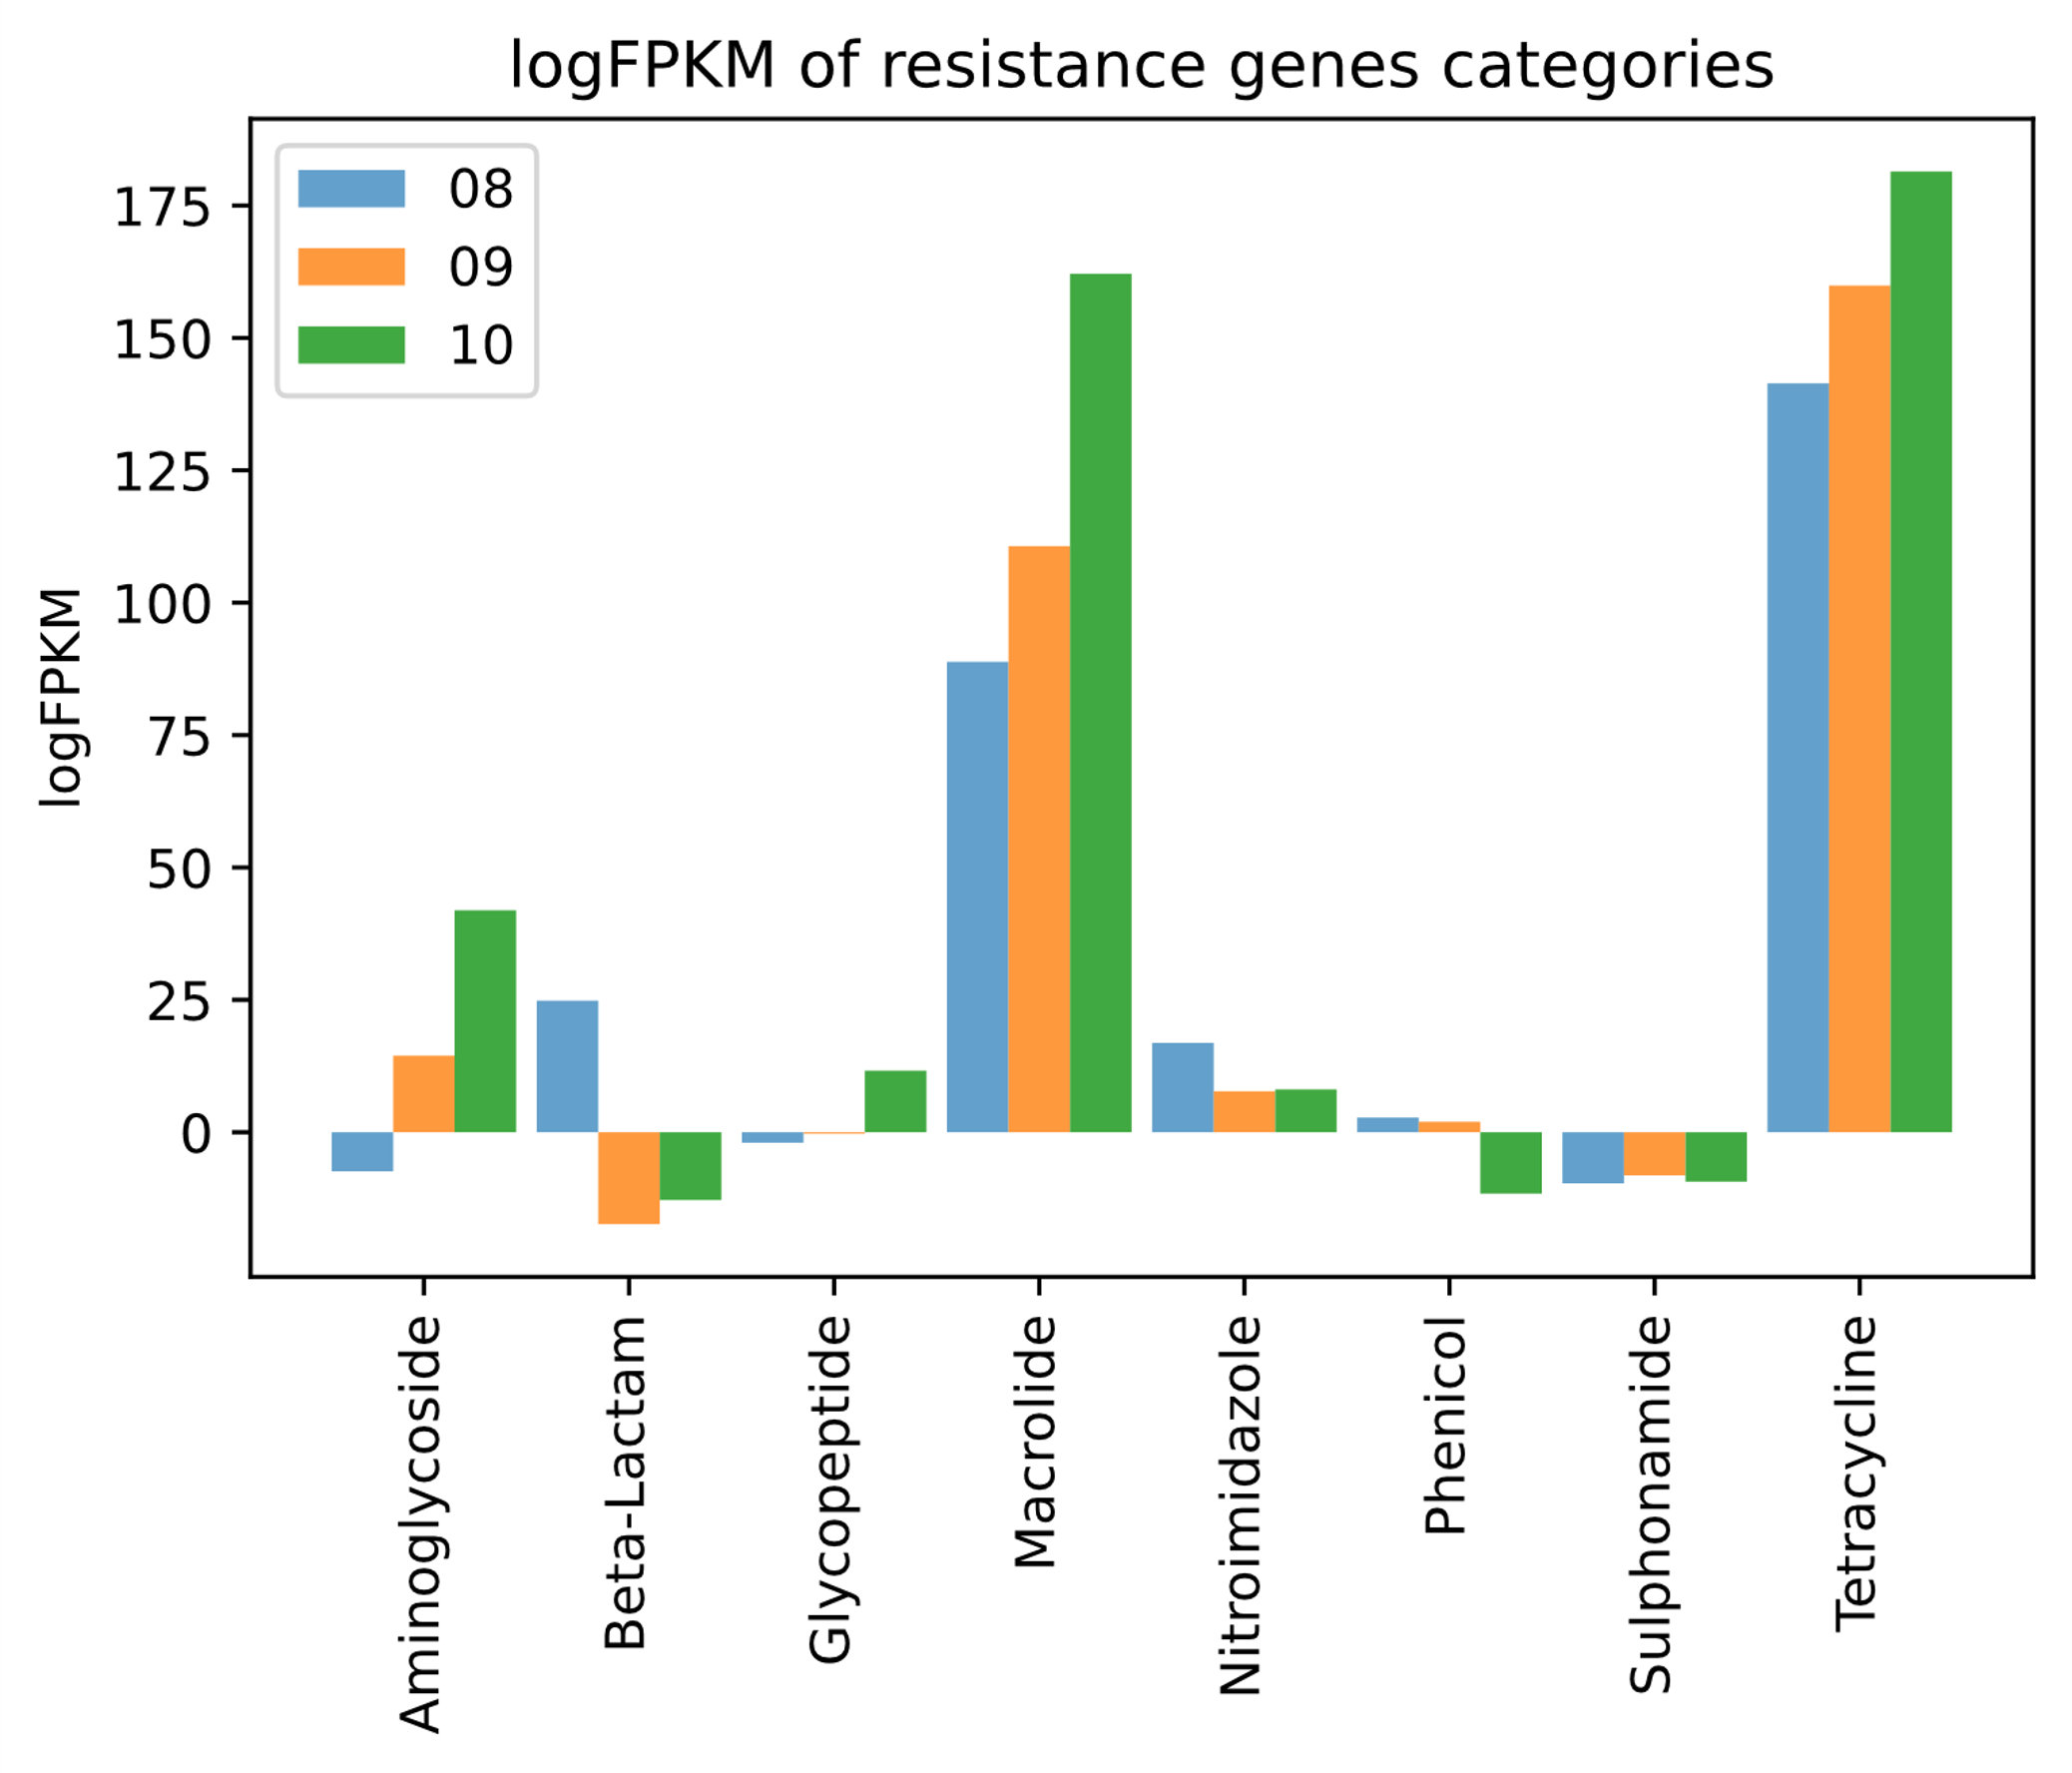 logFPKM of resistance genes categories
08
09
10
175
150
125
100
75
50
25
0
logFPKM
Aminoglycoside
Beta-Lactam
Glycopeptide
Macrolide
Nitroimidazole
Phenicol
Sulphonamide
Tetracycline